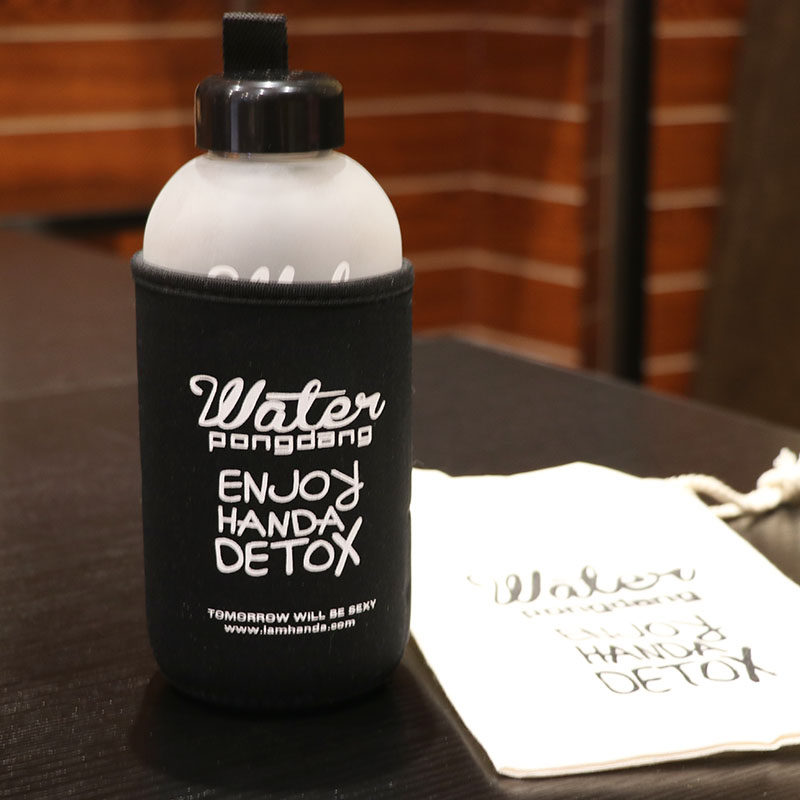 Water
pongdang
ENJOY
HANDA
DETOX
TOMORROW WILL BE SEXY
www.iamhanda.com
Water
pongdang
ENJOY
HANDA
DETOX